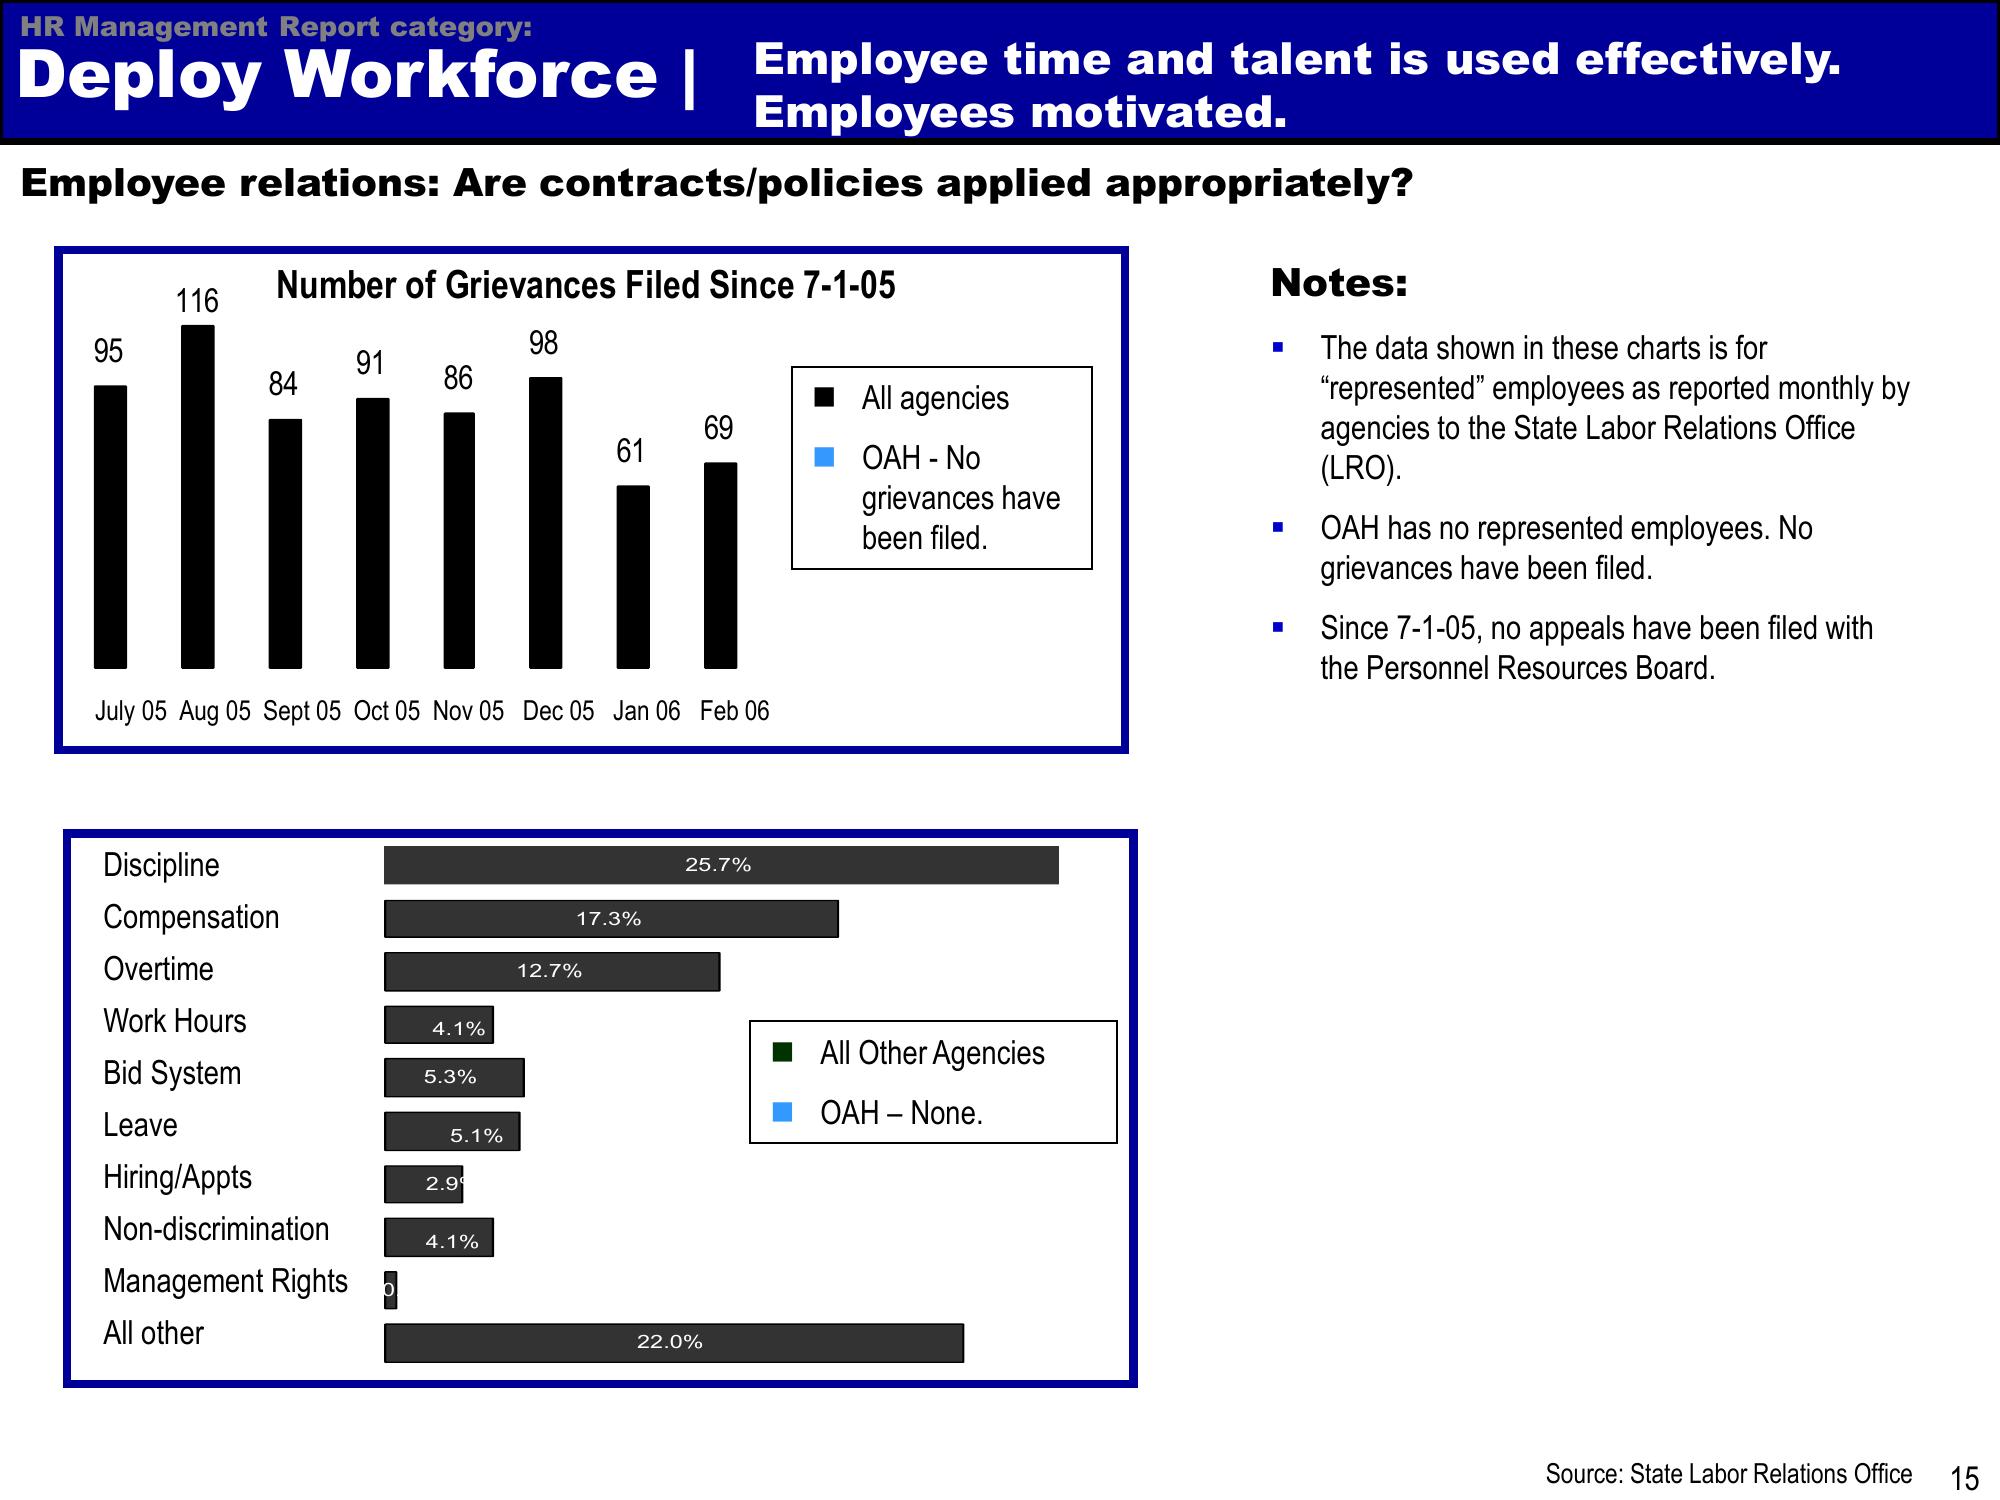 HR Management Report category:
Deploy Workforce |
Employee time and talent is used effectively.
Employees motivated.
Employee relations: Are contracts/policies applied appropriately?
Number of Grievances Filed Since 7-1-05
95
116
84
91
86
98
61
69
July 05 Aug 05 Sept 05 Oct 05 Nov 05 Dec 05 Jan 06 Feb 06
All agencies
OAH - No
grievances have
been filed.
Notes:
The data shown in these charts is for
“represented” employees as reported monthly by
agencies to the State Labor Relations Office
(LRO).
OAH has no represented employees. No
grievances have been filed.
Since 7-1-05, no appeals have been filed with
the Personnel Resources Board.
Discipline 25.7%
Compensation 17.3%
Overtime 12.7%
Work Hours 4.1%
Bid System 5.3%
Leave 5.1%
Hiring/Appts 2.9
Non-discrimination 4.1%
Management Rights 0
All other 22.0%
All Other Agencies
OAH – None.
Source: State Labor Relations Office 15